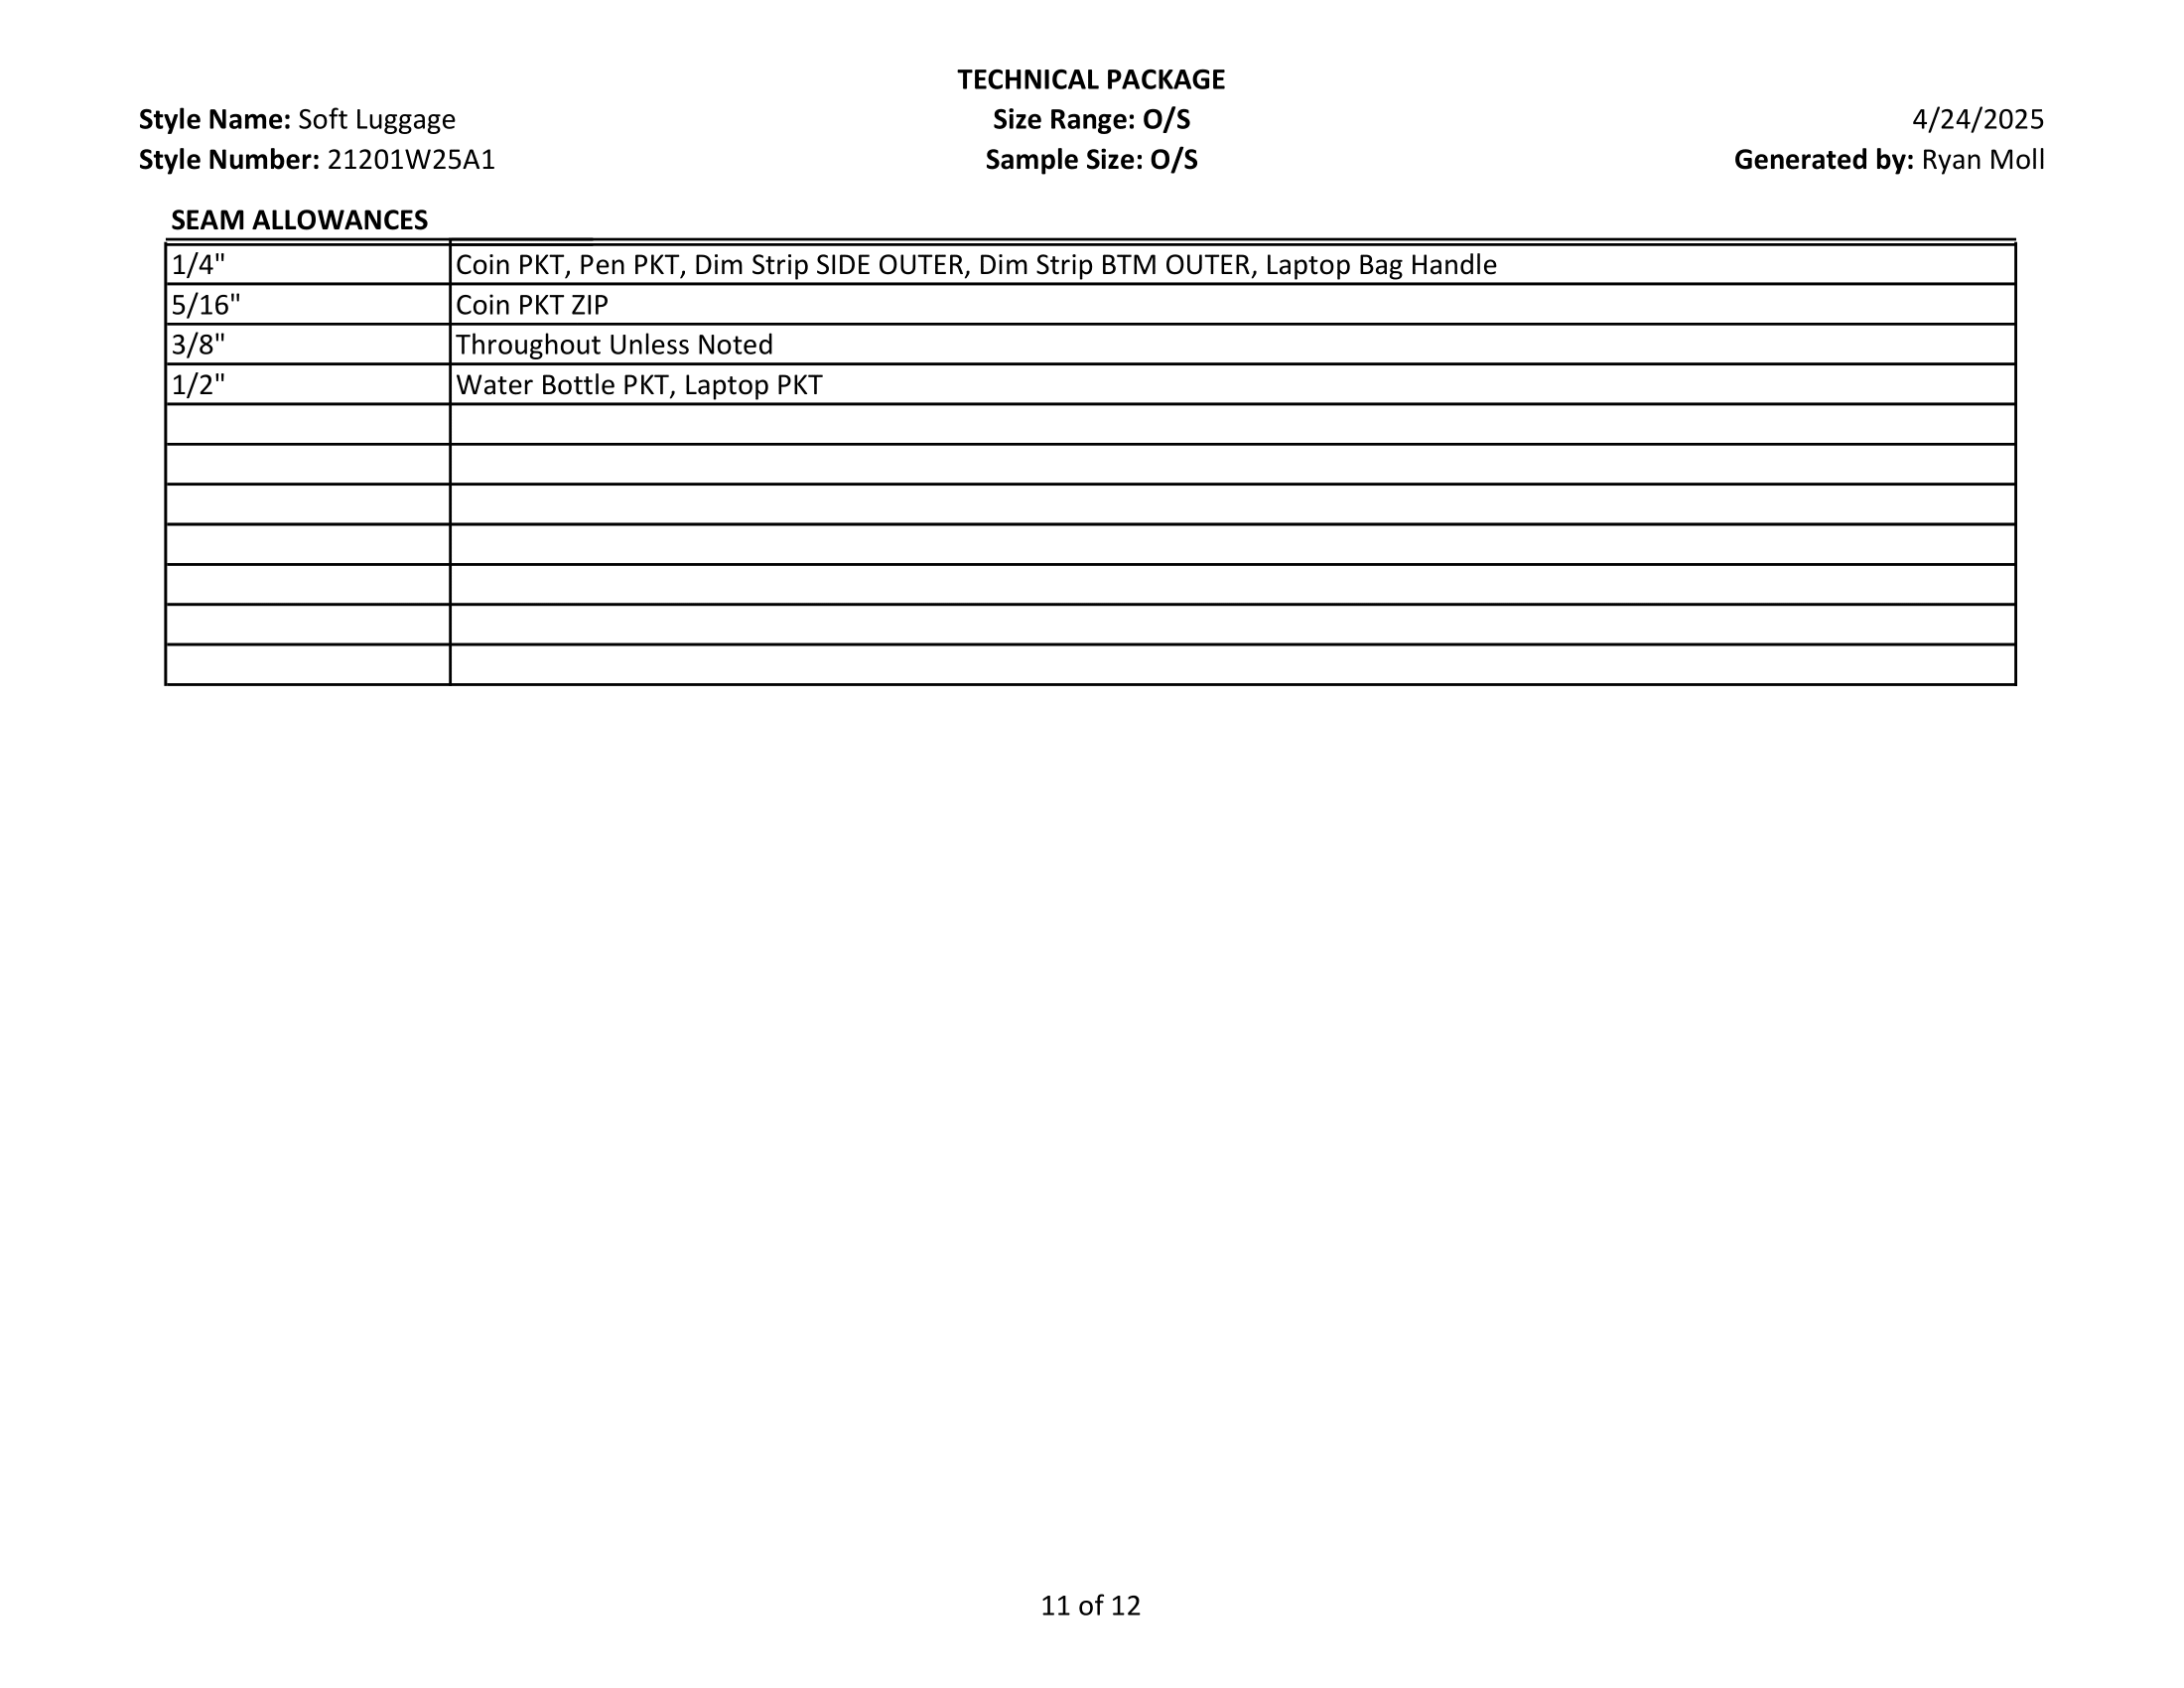 TECHNICAL PACKAGE
Style Name: Soft Luggage Size Range: O/S 4/24/2025
Style Number: 21201W25A1 Sample Size: O/S Generated by: Ryan Moll
SEAM ALLOWANCES
1/4" Coin PKT, Pen PKT, Dim Strip SIDE OUTER, Dim Strip BTM OUTER, Laptop Bag Handle
5/16" Coin PKT ZIP
3/8" Throughout Unless Noted
1/2" Water Bottle PKT, Laptop PKT
11 of 12